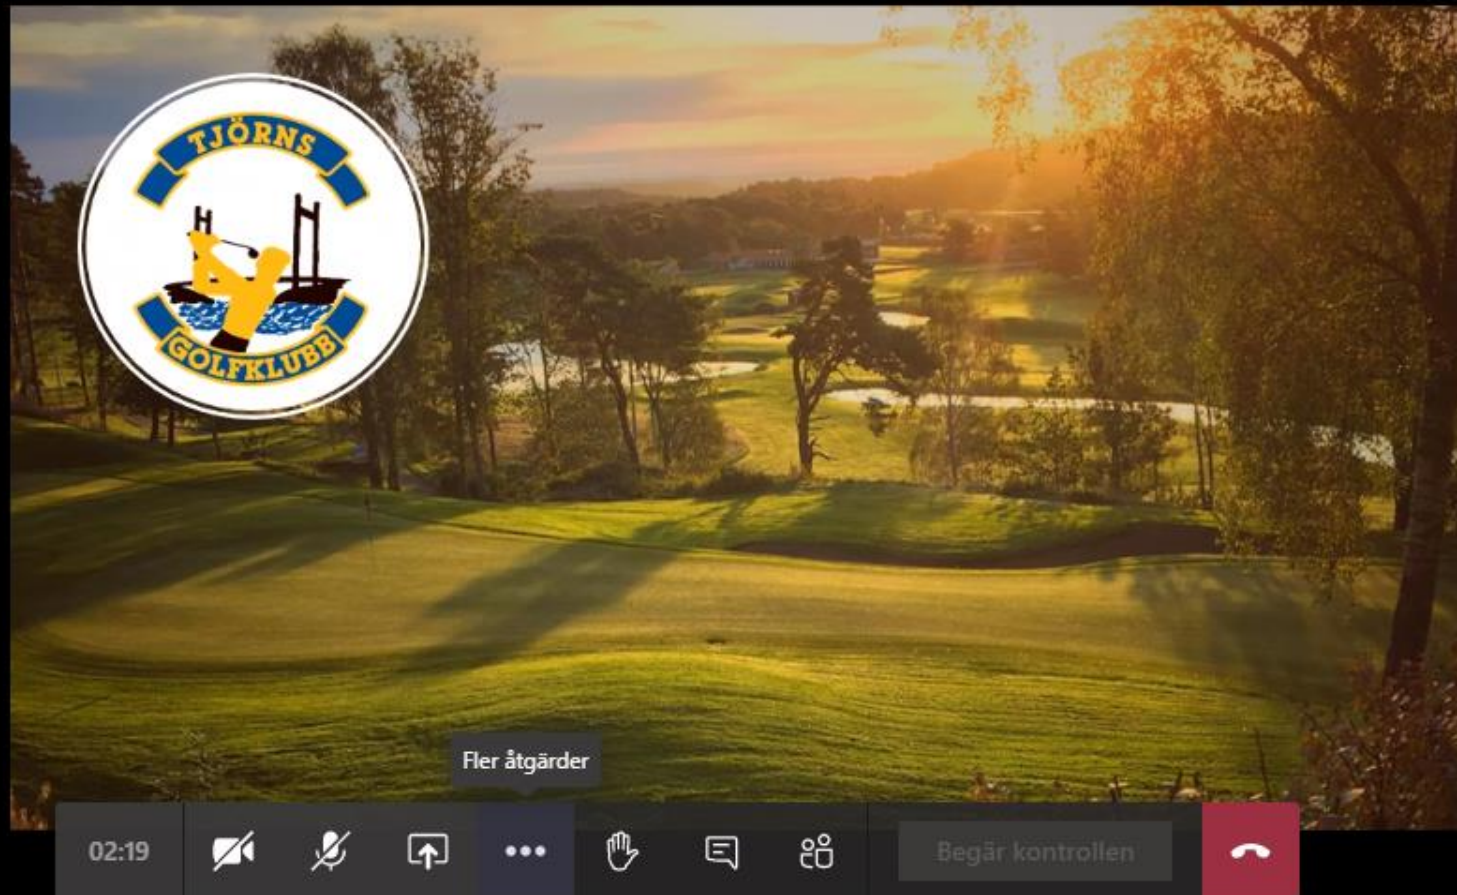 TJÖRNS
GOLFKLUBB
Fler åtgärder
02:19
Begär kontrollen